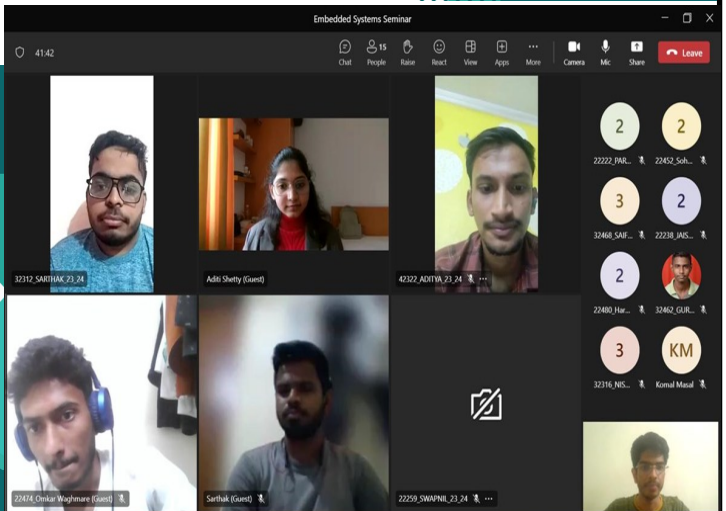 Embedded Systems Seminar
41:42
15
Chat People Raise React View Apps More Camera Mic Share Leave
2 2
22222_PAR... 22452_Soh...
3 2
32468_SAIF... 22238_JAIS...
2
22480_Har... 32462_GUR...
3 KM
32316_NIS... Komal Masal
32312_SARTHAK_23_24
Aditi Shetty (Guest)
42322_ADITYA_23_24
22474_Omkar Waghmare (Guest)
Sarthak (Guest)
22259_SWAPNIL_23_24